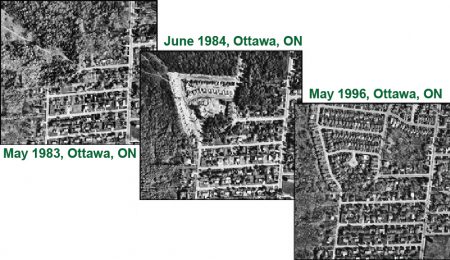 June 1984, Ottawa, ON
May 1996, Ottawa, ON
May 1983, Ottawa, ON